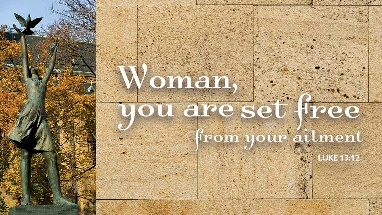 Woman,
you are set free
from your ailment
LUKE 13:12